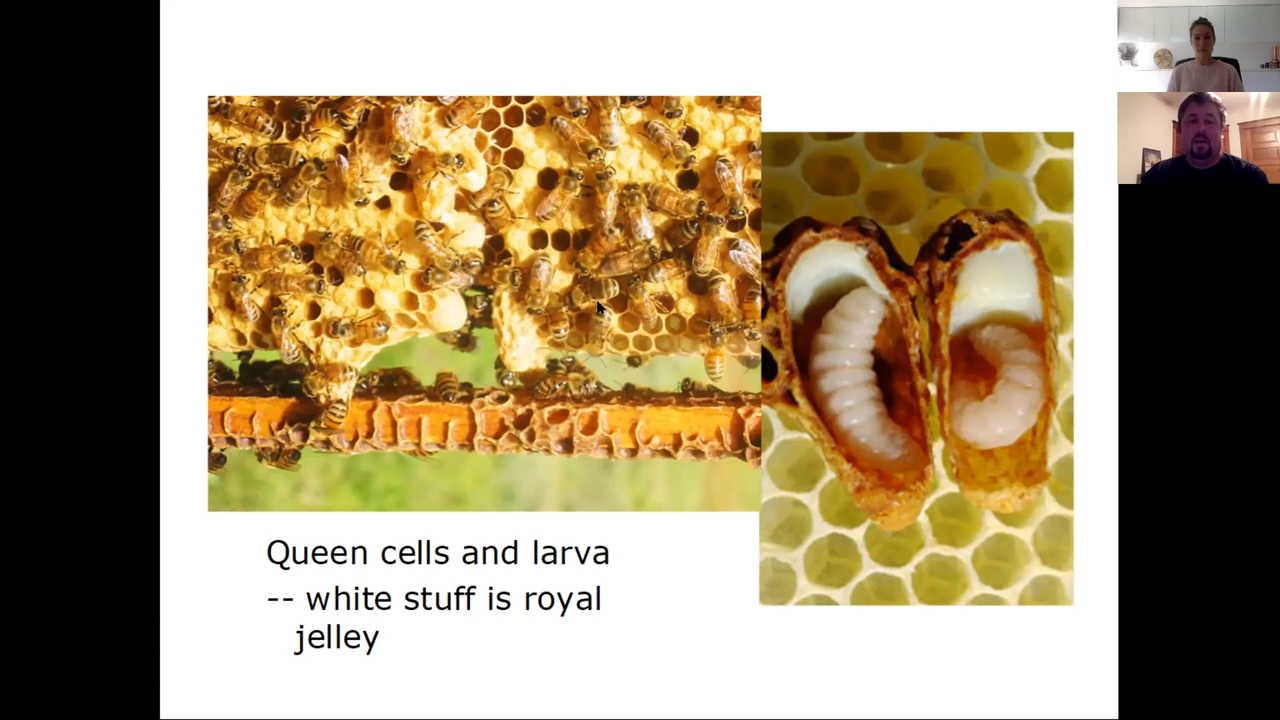 Queen cells and larva
-- white stuff is royal
jelley